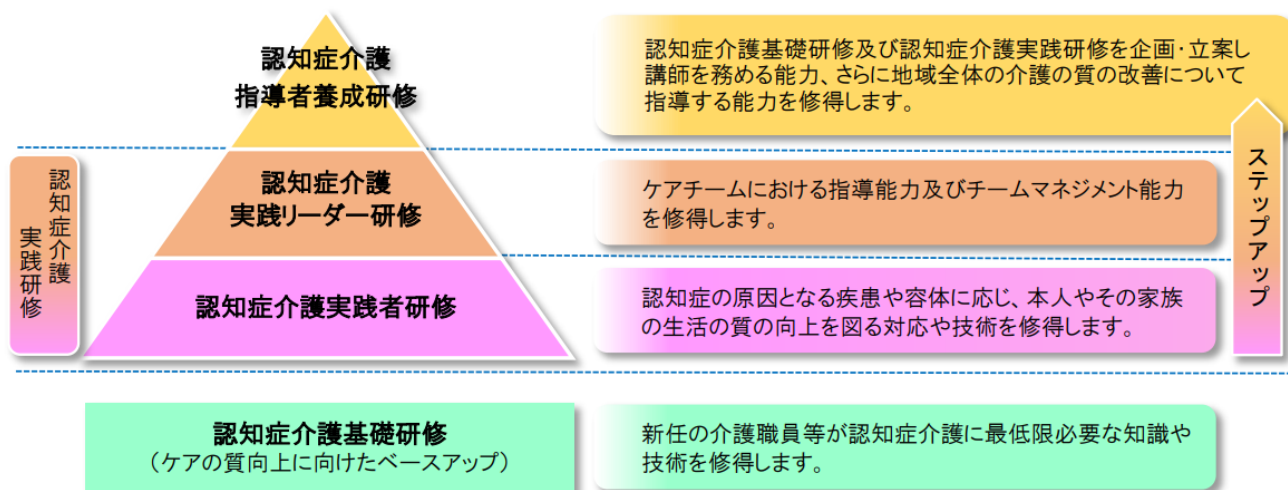 認知症介護
指導者養成研修
認知症介護基礎研修及び認知症介護実践研修を企画・立案し
講師を務める能力、さらに地域全体の介護の質の改善について
指導する能力を修得します。
認知症介護
実践研修
認知症介護
実践リーダー研修
ケアチームにおける指導能力及びチームマネジメント能力
を修得します。
ステップアップ
認知症介護実践者研修
認知症の原因となる疾患や容体に応じ、本人やその家族
の生活の質の向上を図る対応や技術を修得します。
認知症介護基礎研修
（ケアの質向上に向けたベースアップ）
新任の介護職員等が認知症介護に最低限必要な知識や
技術を修得します。